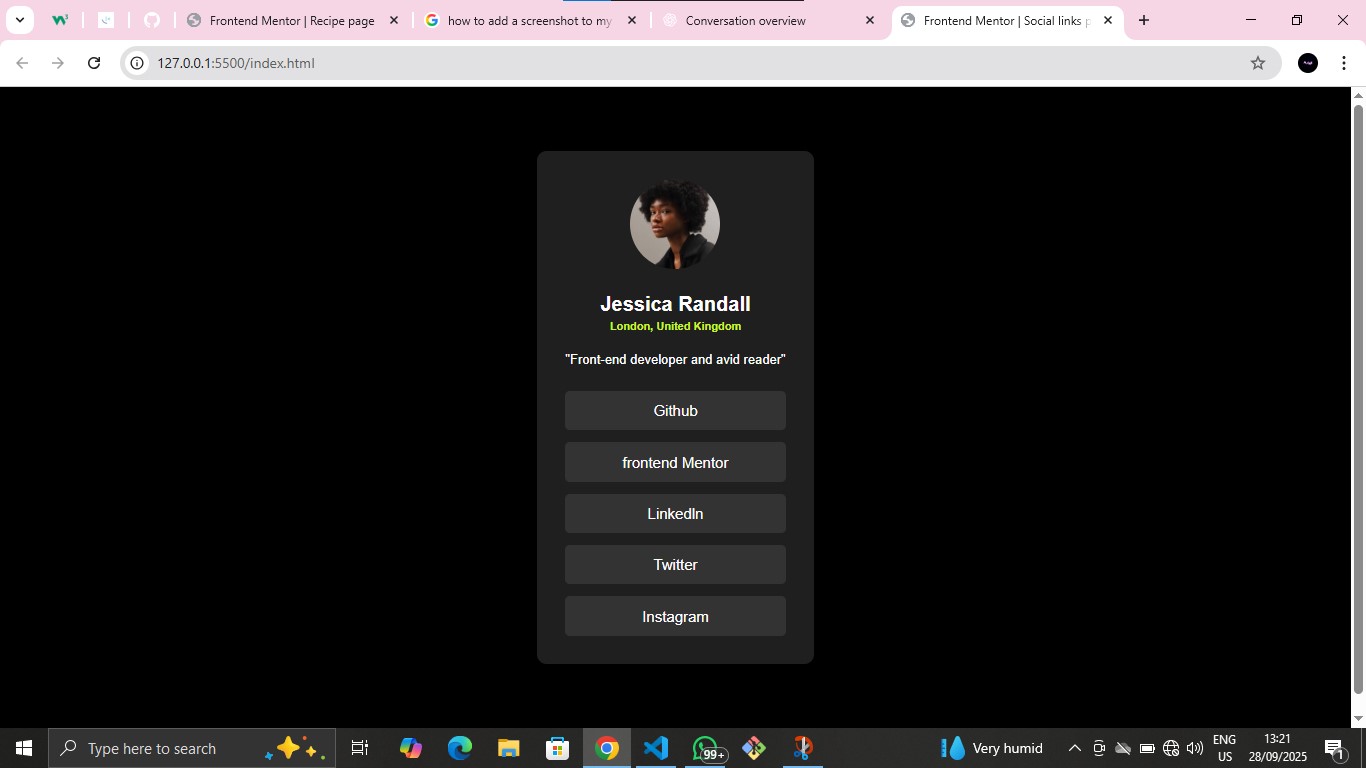 Frontend Mentor | Recipe page
how to add a screenshot to my
Conversation overview
Frontend Mentor | Social links p
127.0.0.1:5500/index.html
Jessica Randall
London, United Kingdom
"Front-end developer and avid reader"
Github
frontend Mentor
LinkedIn
Twitter
Instagram
Type here to search
99+
Very humid
ENG
US
13:21
28/09/2025
1